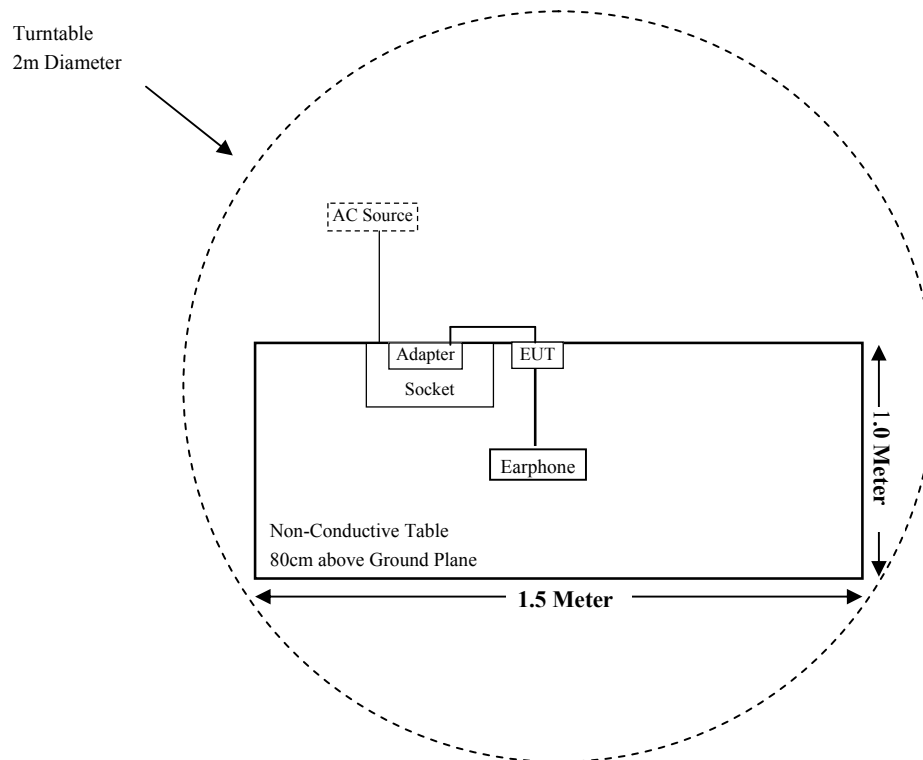 Turntable
2m Diameter
AC Source
Adapter
EUT
Socket
Earphone
1.0 Meter
Non-Conductive Table
80cm above Ground Plane
1.5 Meter